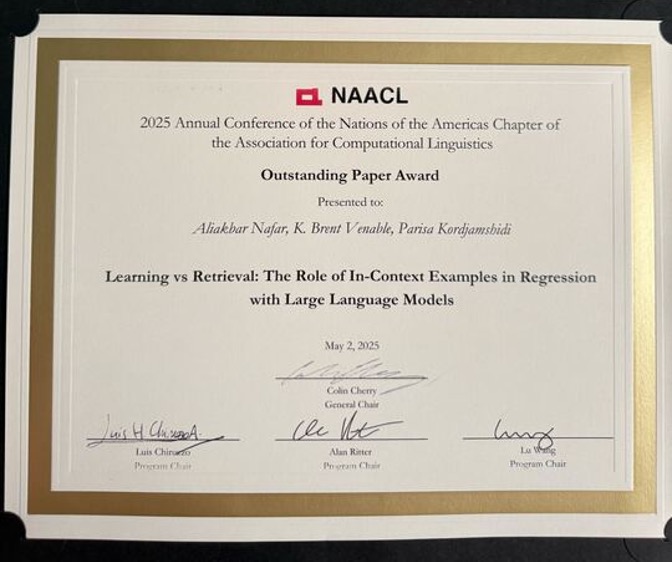 NAACL
2025 Annual Conference of the Nations of the Americas Chapter of
the Association for Computational Linguistics
Outstanding Paper Award
Presented to:
Aliakbar Nafar, K. Brent Venable, Parisa Kordjamshidi
Learning vs Retrieval: The Role of In-Context Examples in Regression
with Large Language Models
May 2, 2025
Colin Cherry
General Chair
Luis H. Chiruzzo A.
Luis Chiruzzo
Program Chair
Alan Ritter
Program Chair
Lu Wang
Program Chair